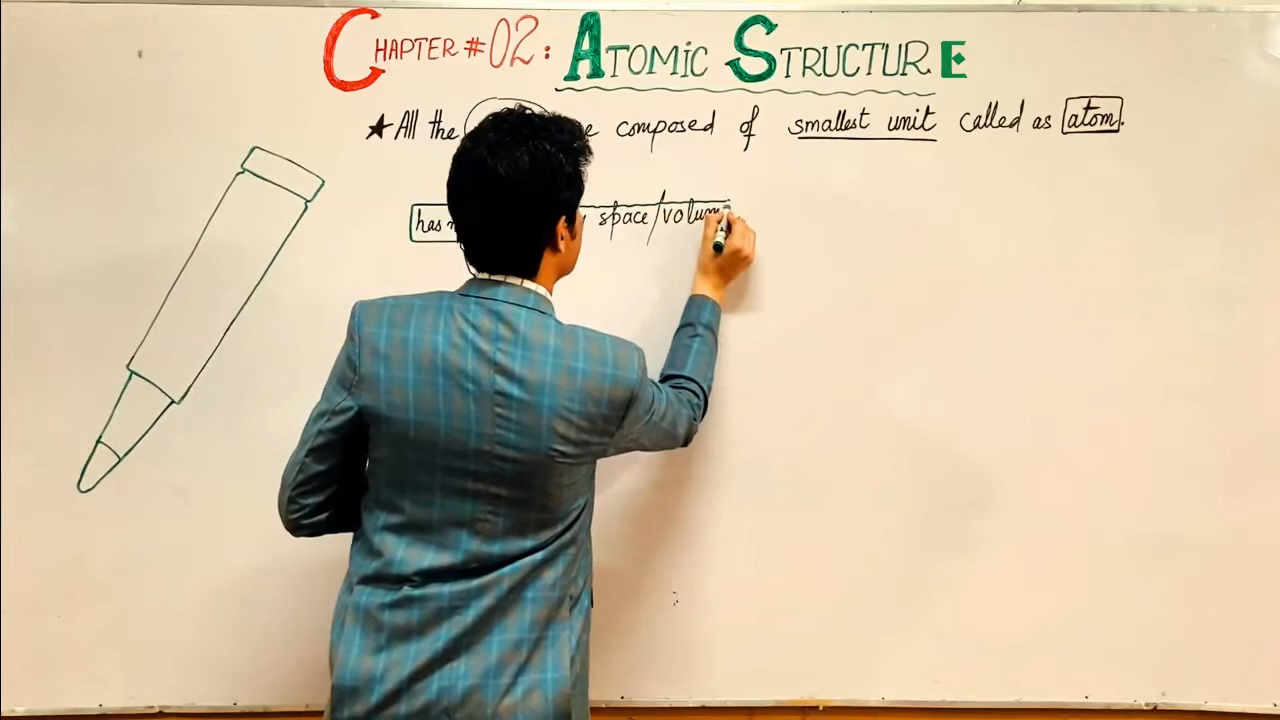 CHAPTER # 02: ATOMIC STRUCTURE
★ All the composed of smallest unit called as atom.
has space/volum